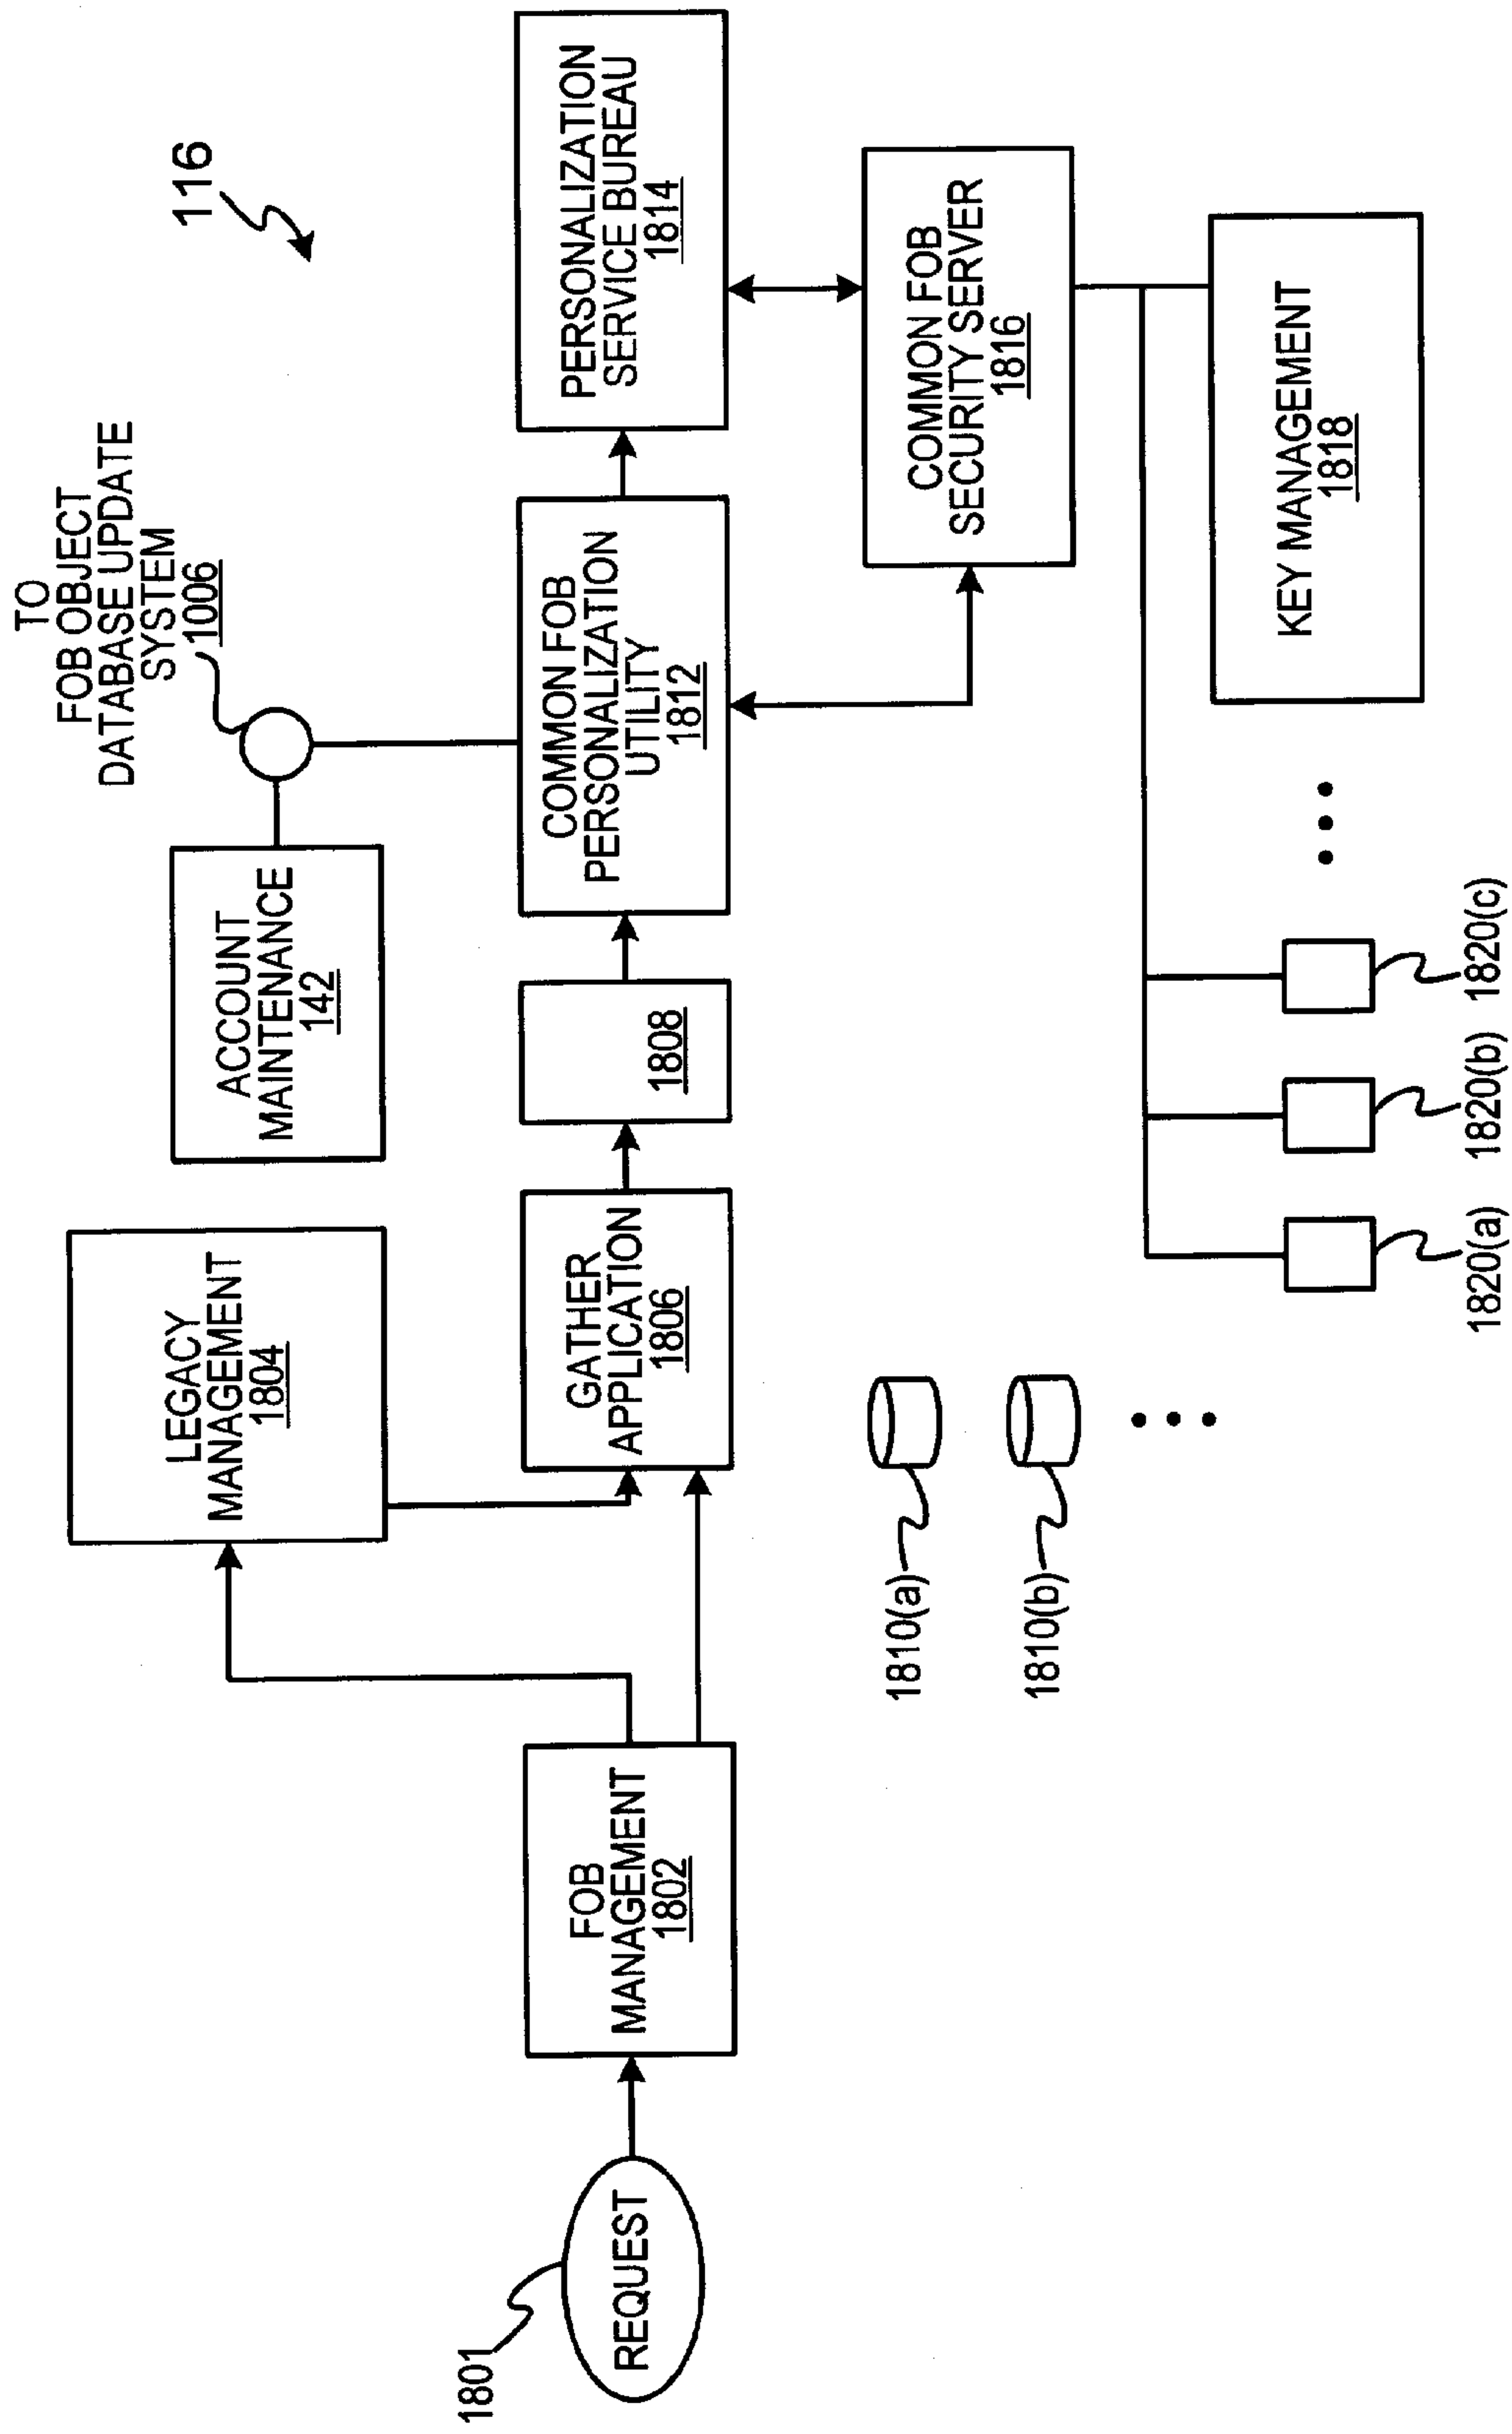 116
TO
FOB OBJECT
DATABASE UPDATE
SYSTEM
1006
LEGACY
MANAGEMENT
1804
ACCOUNT
MAINTENANCE
142
1801
REQUEST
FOB
MANAGEMENT
1802
GATHER
APPLICATION
1806
1808
COMMON FOB
PERSONALIZATION
UTILITY
1812
PERSONALIZATION
SERVICE BUREAU
1814
1810(a)
1810(b)
COMMON FOB
SECURITY SERVER
1816
KEY MANAGEMENT
1818
1820(a)
1820(b)
1820(c)